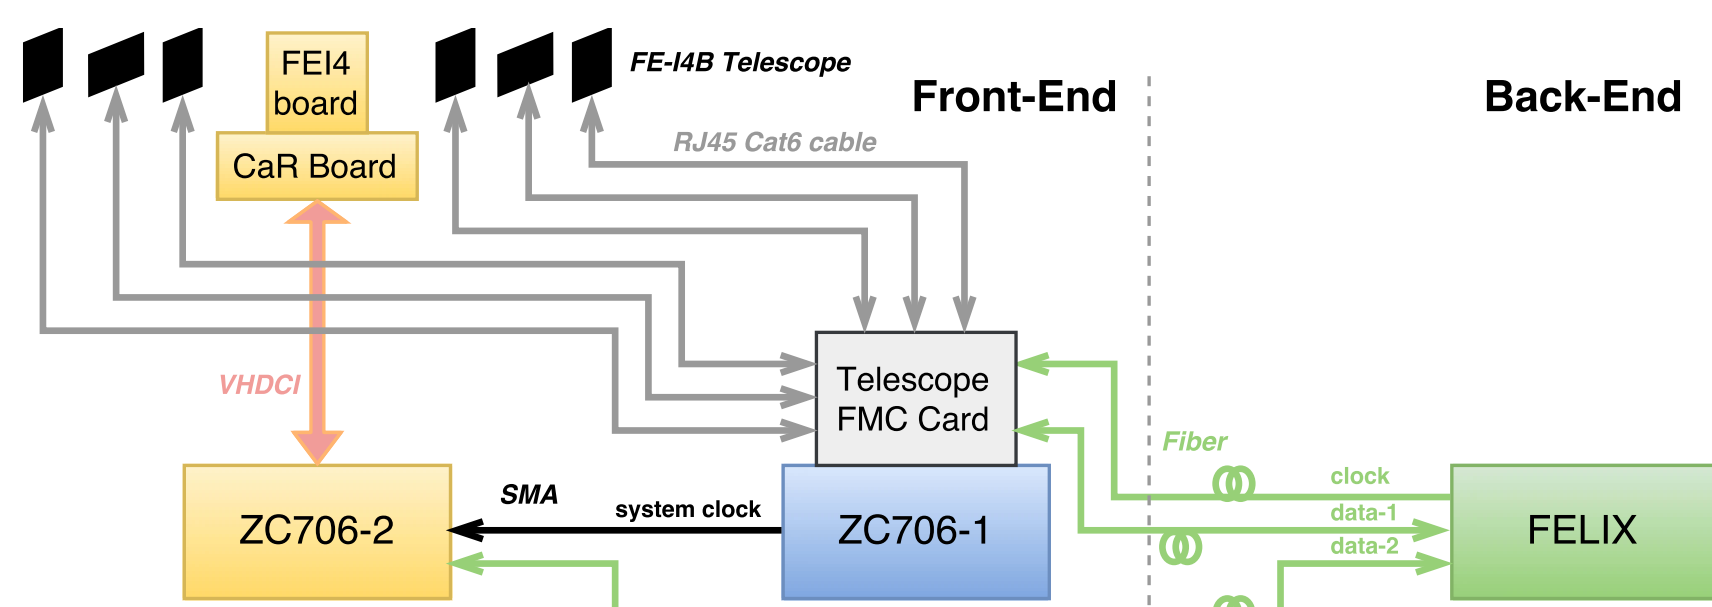 FEI4
board
FE-I4B Telescope
Front-End
Back-End
RJ45 Cat6 cable
CaR Board
VHDCI
Telescope
FMC Card
Fiber
SMA
system clock
clock
data-1
data-2
ZC706-2
ZC706-1
FELIX